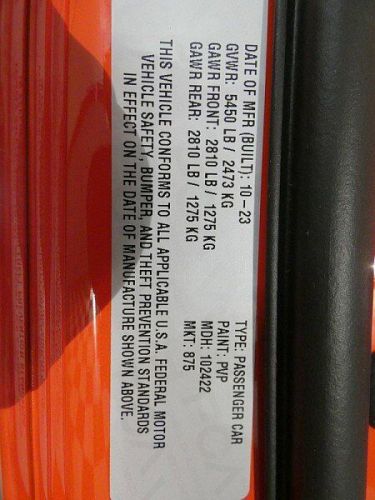 DATE OF MFR (BUILT): 10-23
GVWR: 5450 LB / 2473 KG
GAWR FRONT: 2810 LB / 1275 KG
GAWR REAR: 2810 LB / 1275 KG
TYPE: PASSENGER CAR
PAINT: PVP
MDH: 102422
MKT: 875
THIS VEHICLE CONFORMS TO ALL APPLICABLE U.S.A. FEDERAL MOTOR
VEHICLE SAFETY, BUMPER, AND THEFT PREVENTION STANDARDS
IN EFFECT ON THE DATE OF MANUFACTURE SHOWN ABOVE.